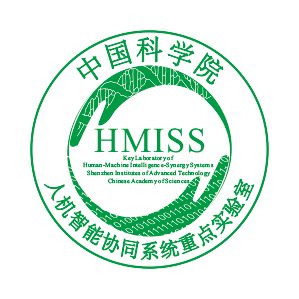 中国科学院
HMISS
Key Laboratory of
Human-Machine Intelligence-Synergy Systems
Shenzhen Institutes of Advanced Technology
Chinese Academy of Sciences
人机智能协同系统重点实验室